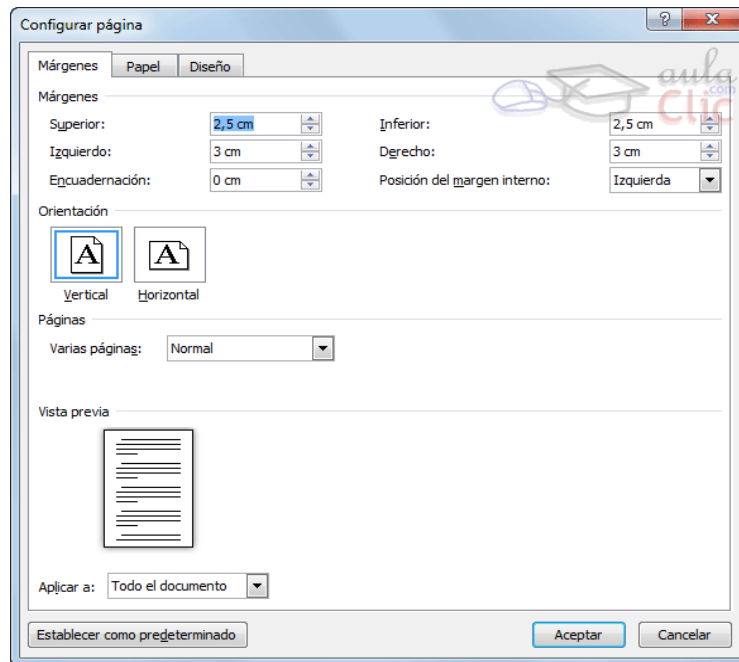 Configurar página
Márgenes Papel Diseño
aula
.com
Clic
Márgenes
Superior: 2,5 cm Inferior: 2,5 cm
Izquierdo: 3 cm Derecho: 3 cm
Encuadernación: 0 cm Posición del margen interno: Izquierda
Orientación
A A
Vertical Horizontal
Páginas
Varias páginas: Normal
Vista previa
Aplicar a: Todo el documento
Establecer como predeterminado Aceptar Cancelar